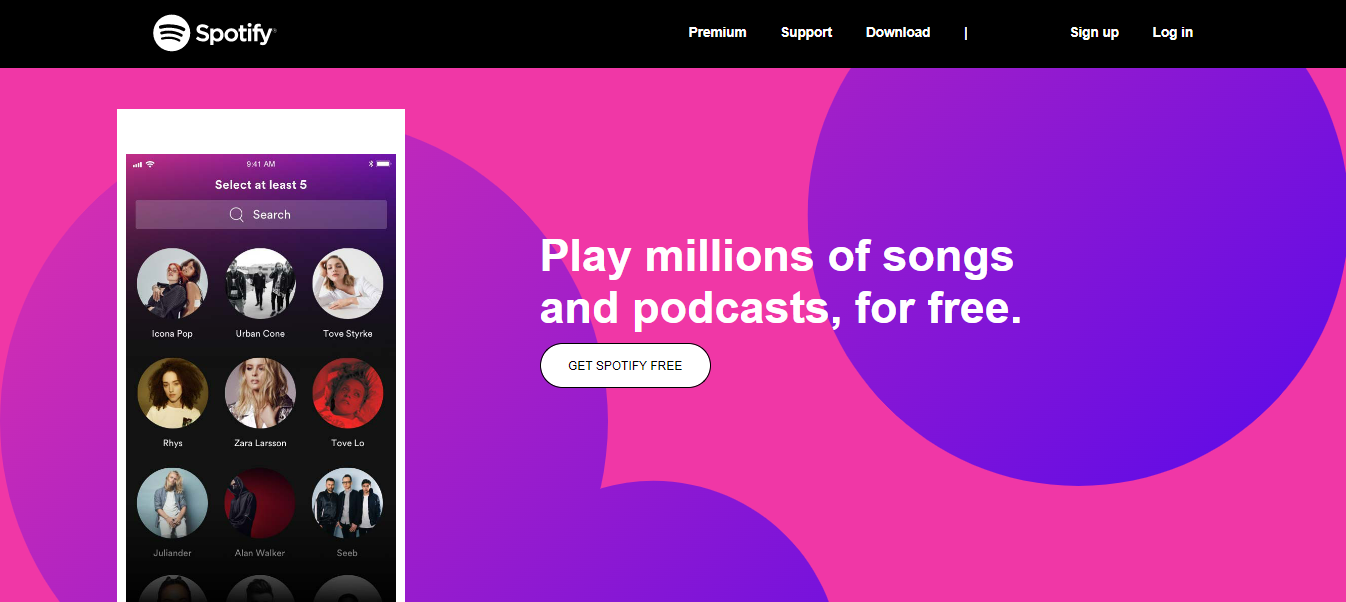 Spotify®
Premium Support Download | Sign up Log in
9:41 AM
Select at least 5
Search
Icona Pop Urban Cone Tove Styrke
Rhys Zara Larsson Tove Lo
Juliander Alan Walker Seeb
Play millions of songs
and podcasts, for free.
GET SPOTIFY FREE